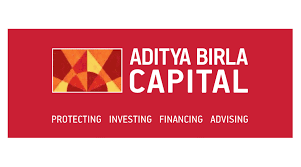 ADITYA BIRLA
CAPITAL
PROTECTING INVESTING FINANCING ADVISING